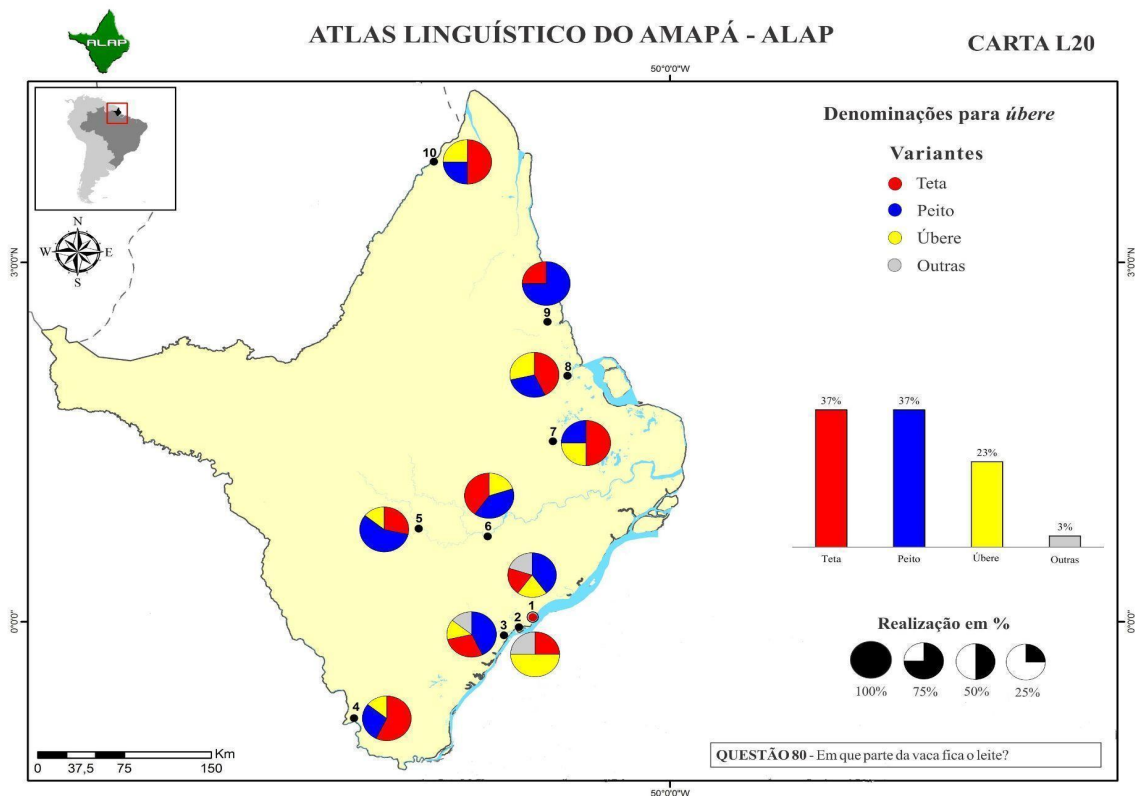 ATLAS LINGUÍSTICO DO AMAPÁ - ALAP
CARTA L20
ALAP
50°0'0"W
Denominações para úbere
Variantes
Teta
Peito
Úbere
Outras
N
W E
S
3°0'0"N
3°0'0"N
10
9
8
7
6
5
1
2
3
4
37%
37%
23%
3%
Teta
Peito
Úbere
Outras
0°0'0"
0°0'0"
Realização em %
100%
75%
50%
25%
Km
0 37,5 75 150
QUESTÃO 80 - Em que parte da vaca fica o leite?
50°0'0"W